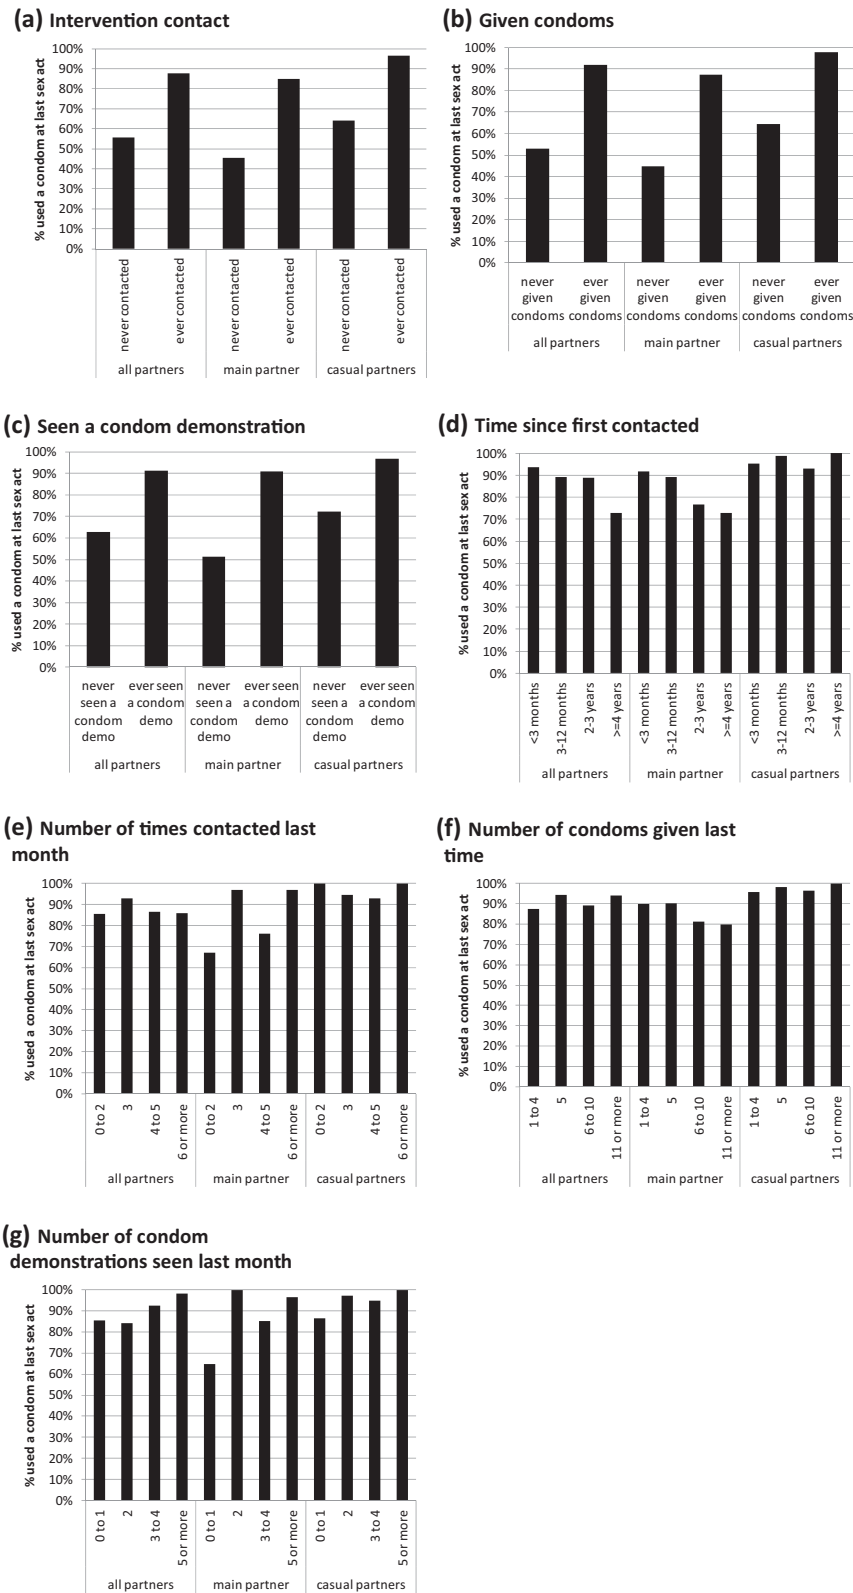 (a) Intervention contact
% used a condom at last sex act
100%
90%
80%
70%
60%
50%
40%
30%
20%
10%
0%
never contacted
ever contacted
never contacted
ever contacted
never contacted
ever contacted
all partners
main partner
casual partners
(b) Given condoms
% used a condom at last sex act
100%
90%
80%
70%
60%
50%
40%
30%
20%
10%
0%
never ever never ever never ever
given given given given given given
condoms condoms condoms condoms condoms condoms
all partners
main partner
casual partners
(c) Seen a condom demonstration
% used a condom at last sex act
100%
90%
80%
70%
60%
50%
40%
30%
20%
10%
0%
never ever seen never ever seen never ever seen
seen a a condom seen a a condom seen a a condom
condom demo condom demo condom demo
demo demo demo
all partners
main partner
casual partners
(d) Time since first contacted
% used a condom at last sex act
100%
90%
80%
70%
60%
50%
40%
30%
20%
10%
0%
<3 months
3-12 months
2-3 years
>=4 years
<3 months
3-12 months
2-3 years
>=4 years
<3 months
3-12 months
2-3 years
>=4 years
all partners
main partner
casual partners
(e) Number of times contacted last
month
% used a condom at last sex act
100%
90%
80%
70%
60%
50%
40%
30%
20%
10%
0%
0 to 2
3
4 to 5
6 or more
0 to 2
3
4 to 5
6 or more
0 to 2
3
4 to 5
6 or more
all partners
main partner
casual partners
(f) Number of condoms given last
time
% used a condom at last sex act
100%
90%
80%
70%
60%
50%
40%
30%
20%
10%
0%
1 to 4
5
6 to 10
11 or more
1 to 4
5
6 to 10
11 or more
1 to 4
5
6 to 10
11 or more
all partners
main partner
casual partners
(g) Number of condom
demonstrations seen last month
% used a condom at last sex act
100%
90%
80%
70%
60%
50%
40%
30%
20%
10%
0%
0 to 1
2
3 to 4
5 or more
0 to 1
2
3 to 4
5 or more
0 to 1
2
3 to 4
5 or more
all partners
main partner
casual partners